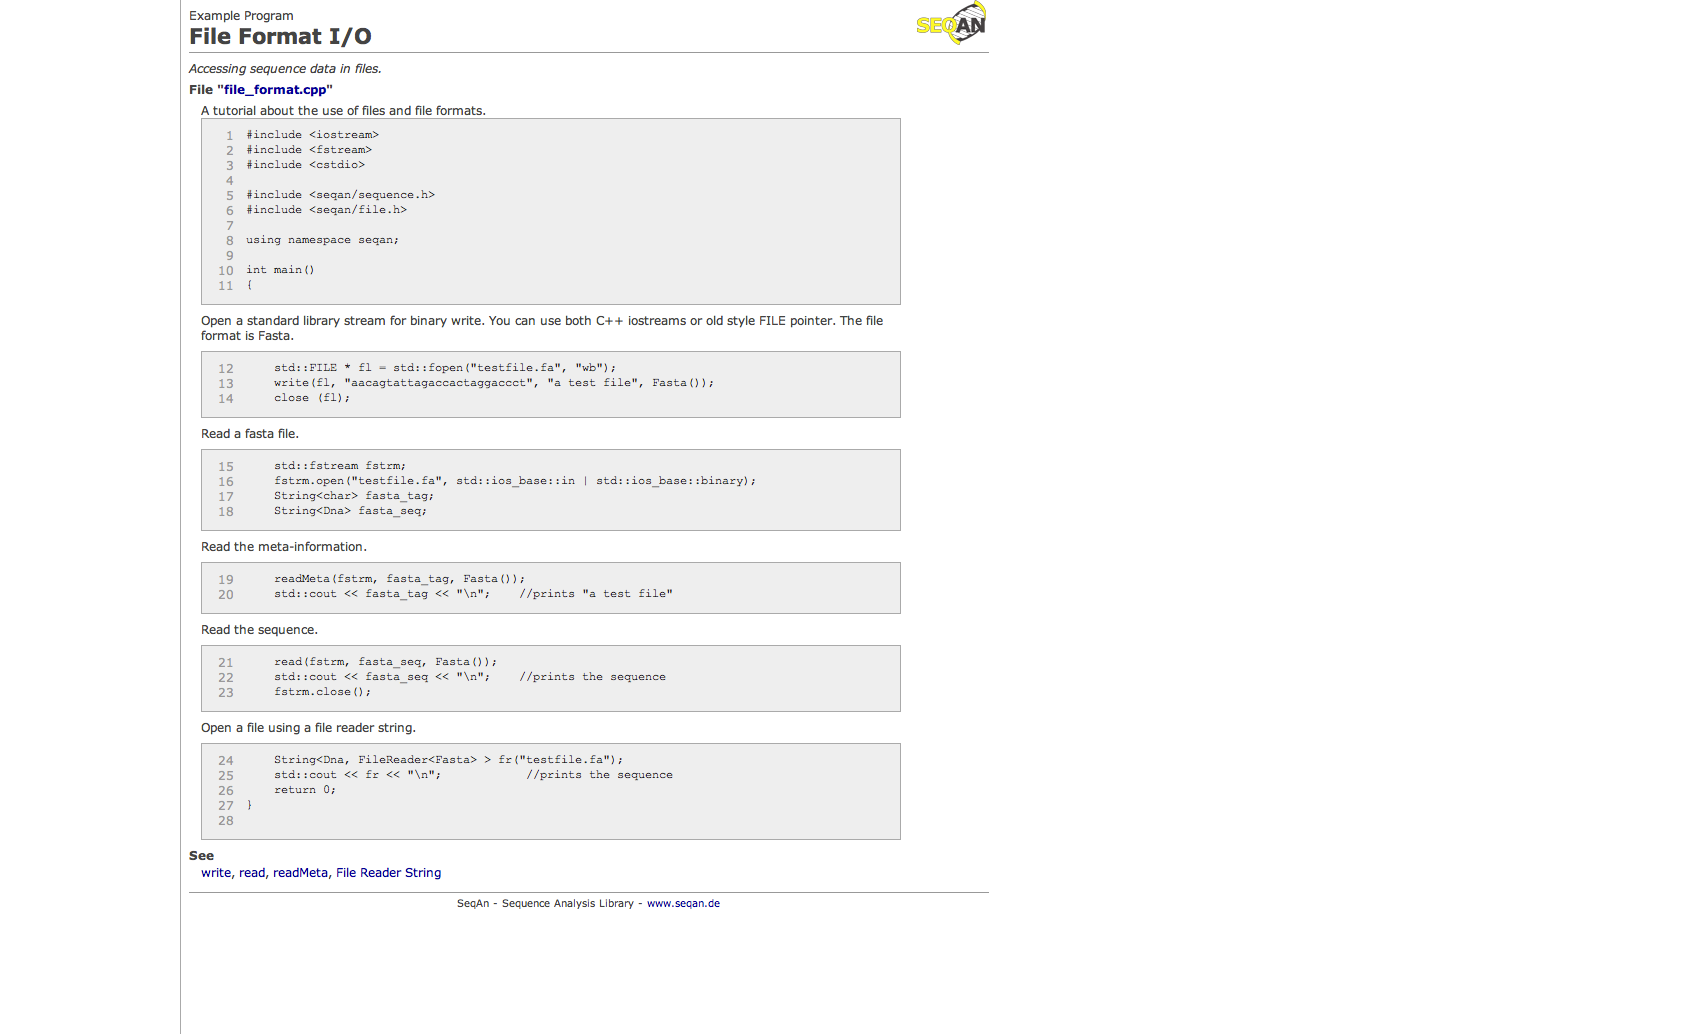 Example Program
File Format I/O
SEQAN
Accessing sequence data in files.
File "file_format.cpp"
A tutorial about the use of files and file formats.
1 #include <iostream>
2 #include <fstream>
3 #include <cstdio>
4
5 #include <seqan/sequence.h>
6 #include <seqan/file.h>
7
8 using namespace seqan;
9
10 int main()
11 {
Open a standard library stream for binary write. You can use both C++ iostreams or old style FILE pointer. The file
format is Fasta.
12 std::FILE * fl = std::fopen("testfile.fa", "wb");
13 write(fl, "aacagtattagaccactaggaccct", "a test file", Fasta());
14 close (fl);
Read a fasta file.
15 std::fstream fstrm;
16 fstrm.open("testfile.fa", std::ios_base::in | std::ios_base::binary);
17 String<char> fasta_tag;
18 String<Dna> fasta_seq;
Read the meta-information.
19 readMeta(fstrm, fasta_tag, Fasta());
20 std::cout << fasta_tag << "\n"; //prints "a test file"
Read the sequence.
21 read(fstrm, fasta_seq, Fasta());
22 std::cout << fasta_seq << "\n"; //prints the sequence
23 fstrm.close();
Open a file using a file reader string.
24 String<Dna, FileReader<Fasta> > fr("testfile.fa");
25 std::cout << fr << "\n"; //prints the sequence
26 return 0;
27 }
28
See
write, read, readMeta, File Reader String
SeqAn - Sequence Analysis Library - www.seqan.de